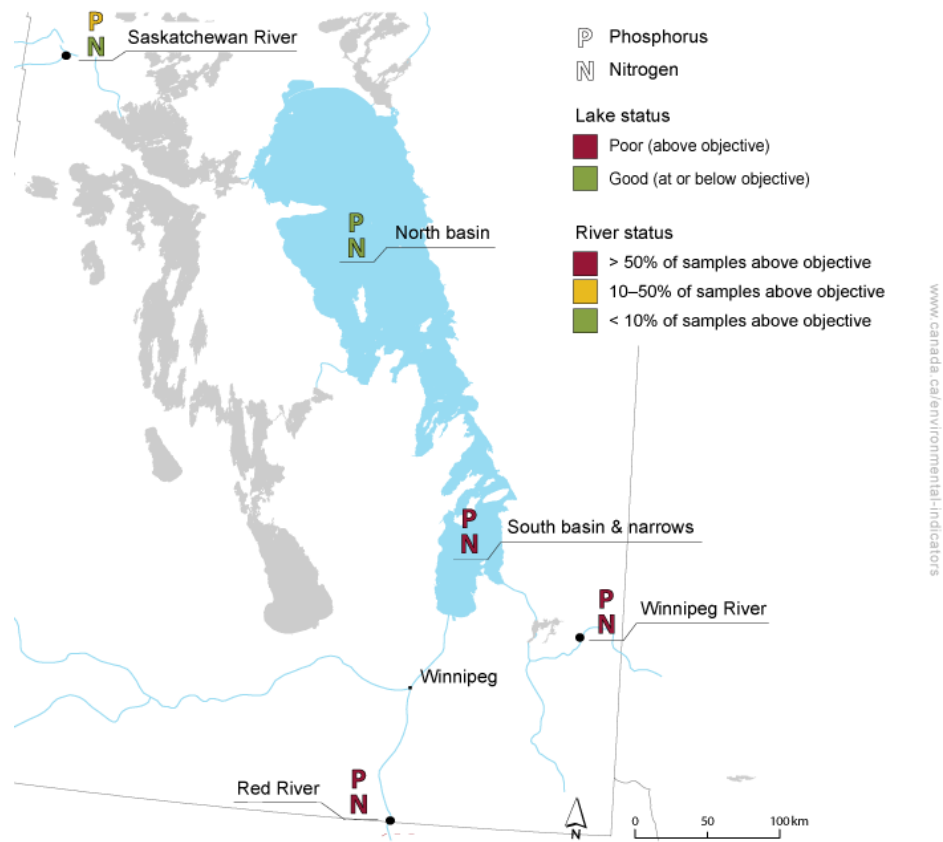 P
N
Saskatchewan River
P Phosphorus
N Nitrogen
Lake status
Poor (above objective)
Good (at or below objective)
P
N
North basin
River status
> 50% of samples above objective
10–50% of samples above objective
< 10% of samples above objective
www.canada.ca/environmental-indicators
P
N
South basin & narrows
P
N
Winnipeg River
Winnipeg
P
N
Red River
N
0 50 100 km